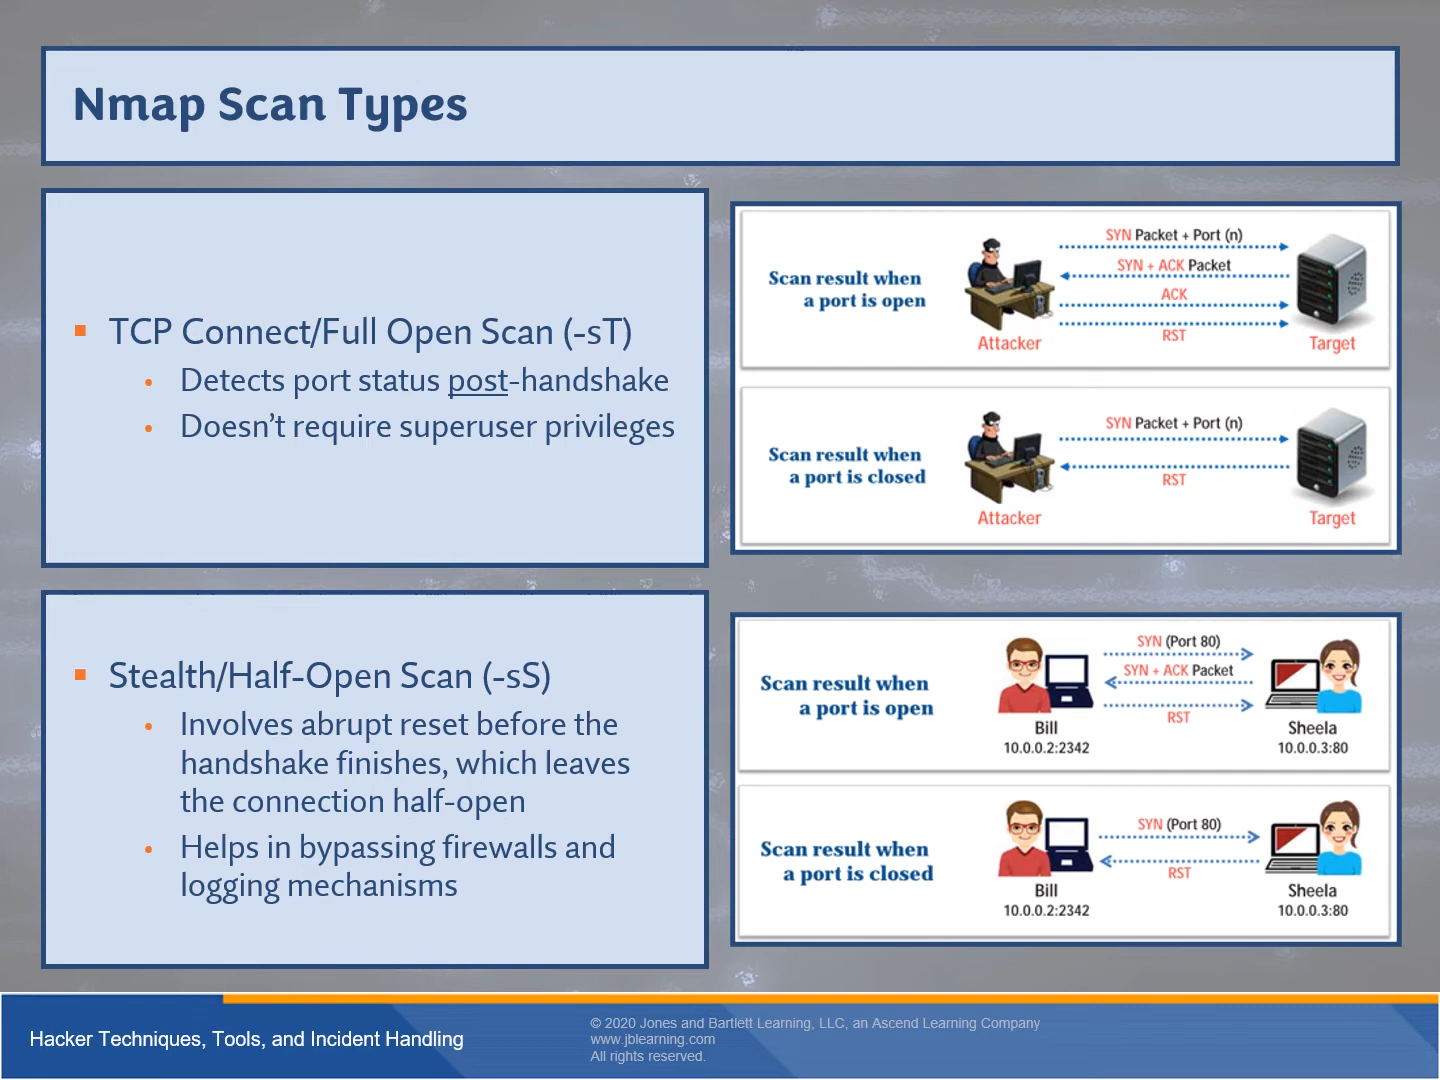 Nmap Scan Types
TCP Connect/Full Open Scan (-sT)
Detects port status post-handshake
Doesn't require superuser privileges
Scan result when
a port is open
SYN Packet + Port (n)
SYN + ACK Packet
ACK
RST
Attacker
Target
Scan result when
a port is closed
SYN Packet + Port (n)
RST
Attacker
Target
Stealth/Half-Open Scan (-sS)
Involves abrupt reset before the
handshake finishes, which leaves
the connection half-open
Helps in bypassing firewalls and
logging mechanisms
Scan result when
a port is open
SYN (Port 80)
SYN + ACK Packet
RST
Bill
10.0.0.2:2342
Sheela
10.0.0.3:80
Scan result when
a port is closed
SYN (Port 80)
RST
Bill
10.0.0.2:2342
Sheela
10.0.0.3:80
Hacker Techniques, Tools, and Incident Handling
© 2020 Jones and Bartlett Learning, LLC, an Ascend Learning Company
www.jblearning.com
All rights reserved.